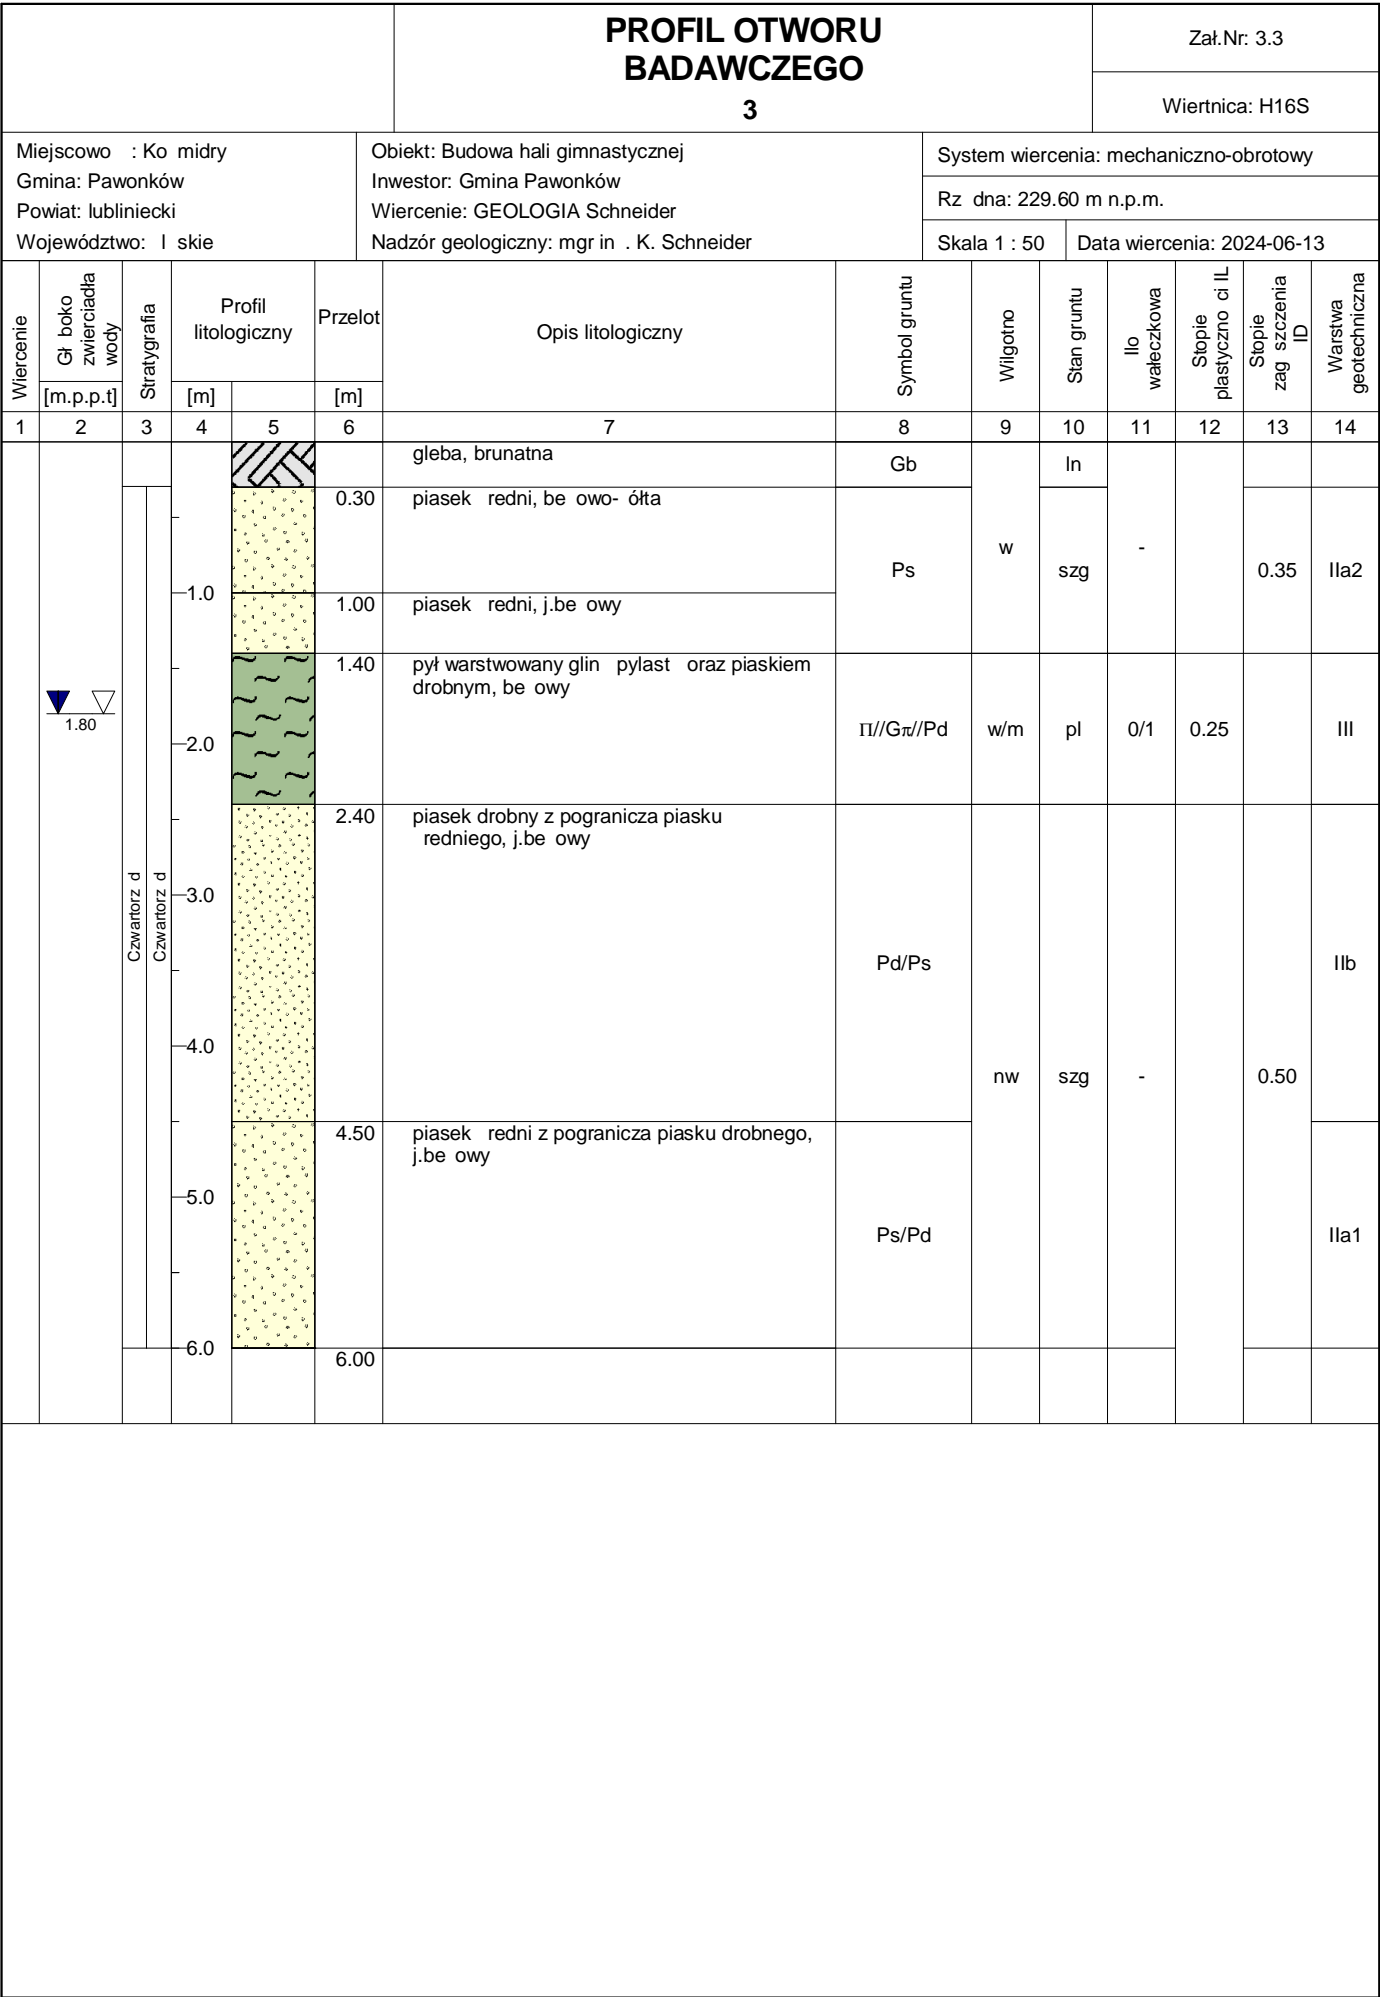 PROFIL OTWORU
BADAWCZEGO
3
Zał.Nr: 3.3
Wiertnica: H16S
Miejscowo : Ko midry
Gmina: Pawonków
Powiat: lubliniecki
Województwo: l skie
Obiekt: Budowa hali gimnastycznej
Inwestor: Gmina Pawonków
Wiercenie: GEOLOGIA Schneider
Nadzór geologiczny: mgr in . K. Schneider
System wiercenia: mechaniczno-obrotowy
Rz dna: 229.60 m n.p.m.
Skala 1 : 50 Data wiercenia: 2024-06-13
Wiercenie
Gł boko
zwierciadła
wody
[m.p.p.t]
Stratygrafia
Profil
litologiczny
[m]
Przelot
[m]
Opis litologiczny
Symbol gruntu
Wilgotno
Stan gruntu
Ilo
wałeczkowa
Stopie
plastyczno ci IL
Stopie
zag szczenia
ID
Warstwa
geotechniczna
1 2 3 4 5 6 7 8 9 10 11 12 13 14
gleba, brunatna
Gb
ln
0.30 piasek redni, be owo- ółta
w
-
Ps
szg
0.35
IIa2
1.0
1.00 piasek redni, j.be owy
1.40 pył warstwowany glin pylast oraz piaskiem
drobnym, be owy
1.80
Π//Gπ//Pd w/m pl 0/1 0.25 III
2.0
2.40 piasek drobny z pogranicza piasku
redniego, j.be owy
Czwartorz d
Czwartorz d
3.0
Pd/Ps
IIb
4.0
nw szg - 0.50
4.50 piasek redni z pogranicza piasku drobnego,
j.be owy
5.0
Ps/Pd
IIa1
6.0
6.00